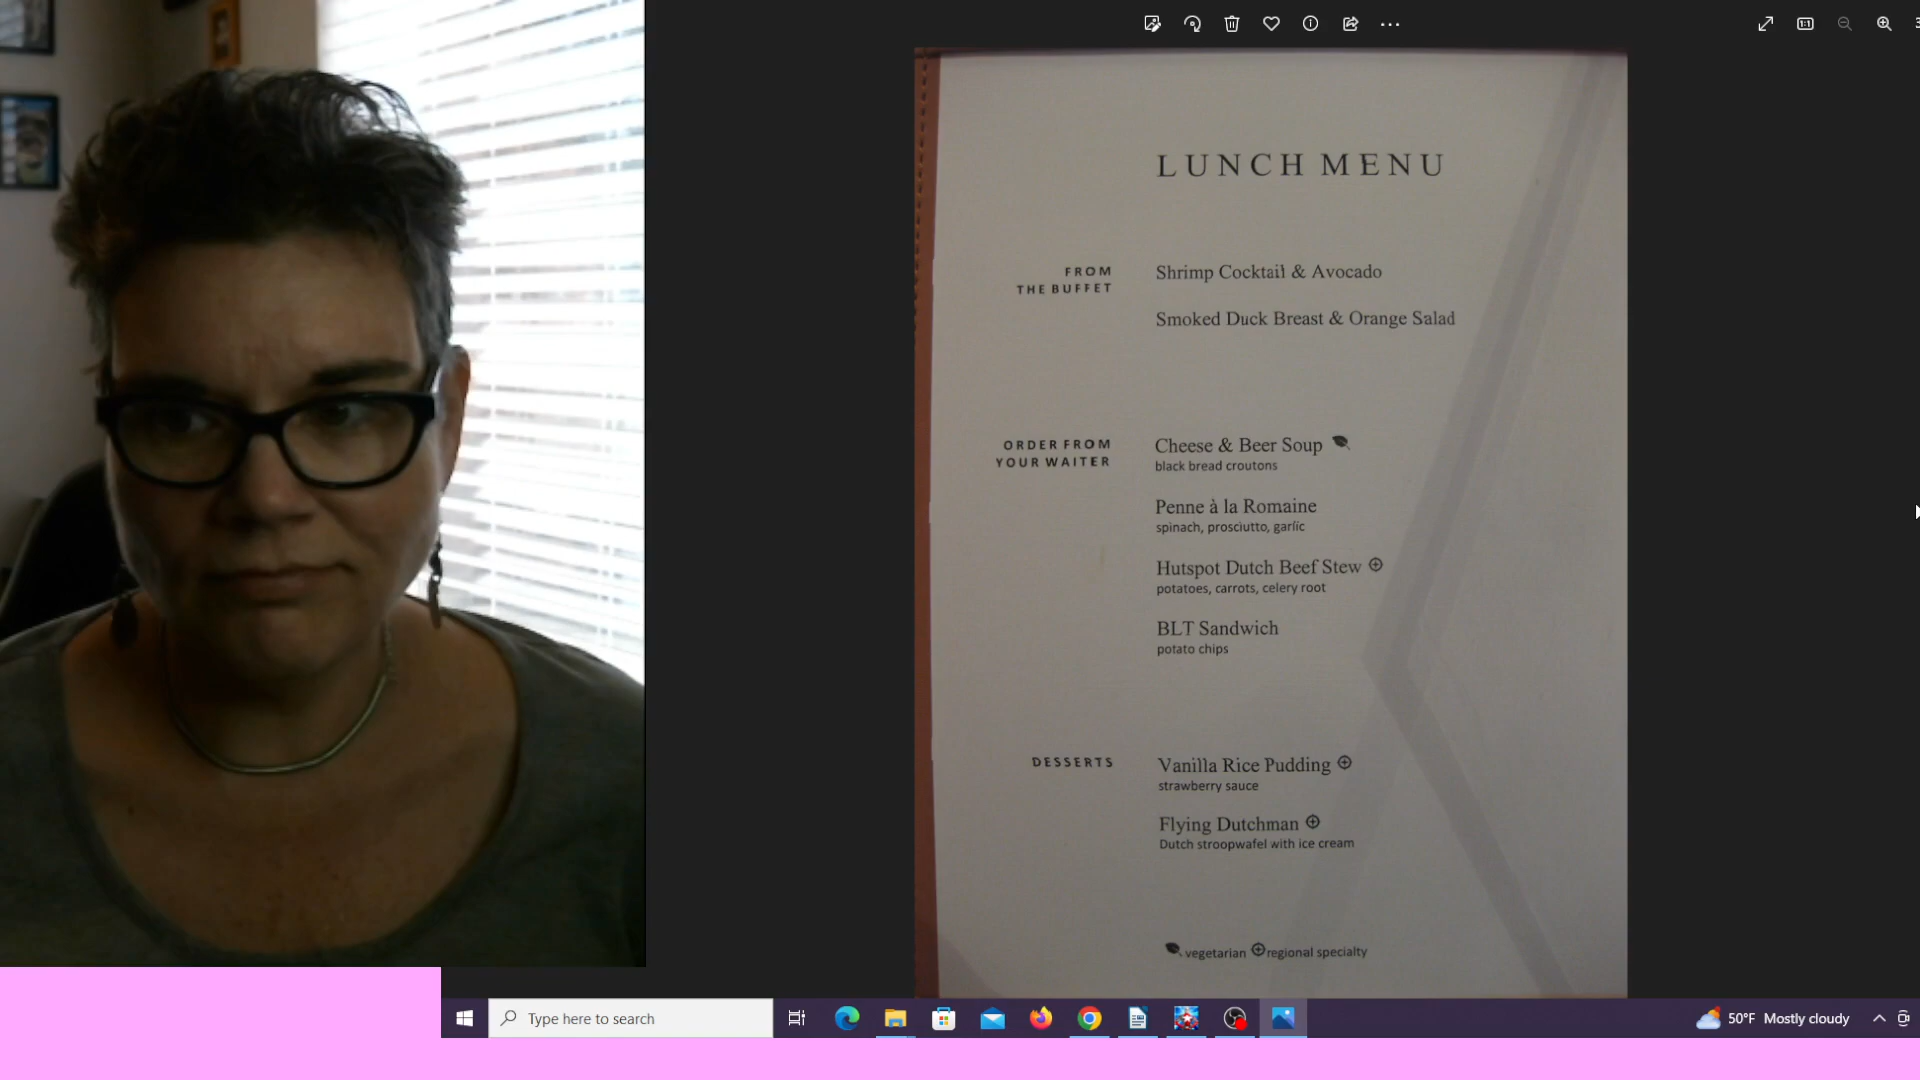 LUNCH MENU
FROM
THE BUFFET
Shrimp Cocktail & Avocado
Smoked Duck Breast & Orange Salad
ORDER FROM
YOUR WAITER
Cheese & Beer Soup
black bread croutons
Penne à la Romaine
spinach, prosciutto, garlic
Hutspot Dutch Beef Stew
potatoes, carrots, celery root
BLT Sandwich
potato chips
DESSERTS
Vanilla Rice Pudding
strawberry sauce
Flying Dutchman
Dutch stroopwafel with ice cream
vegetarian regional specialty
Type here to search
50°F Mostly cloudy